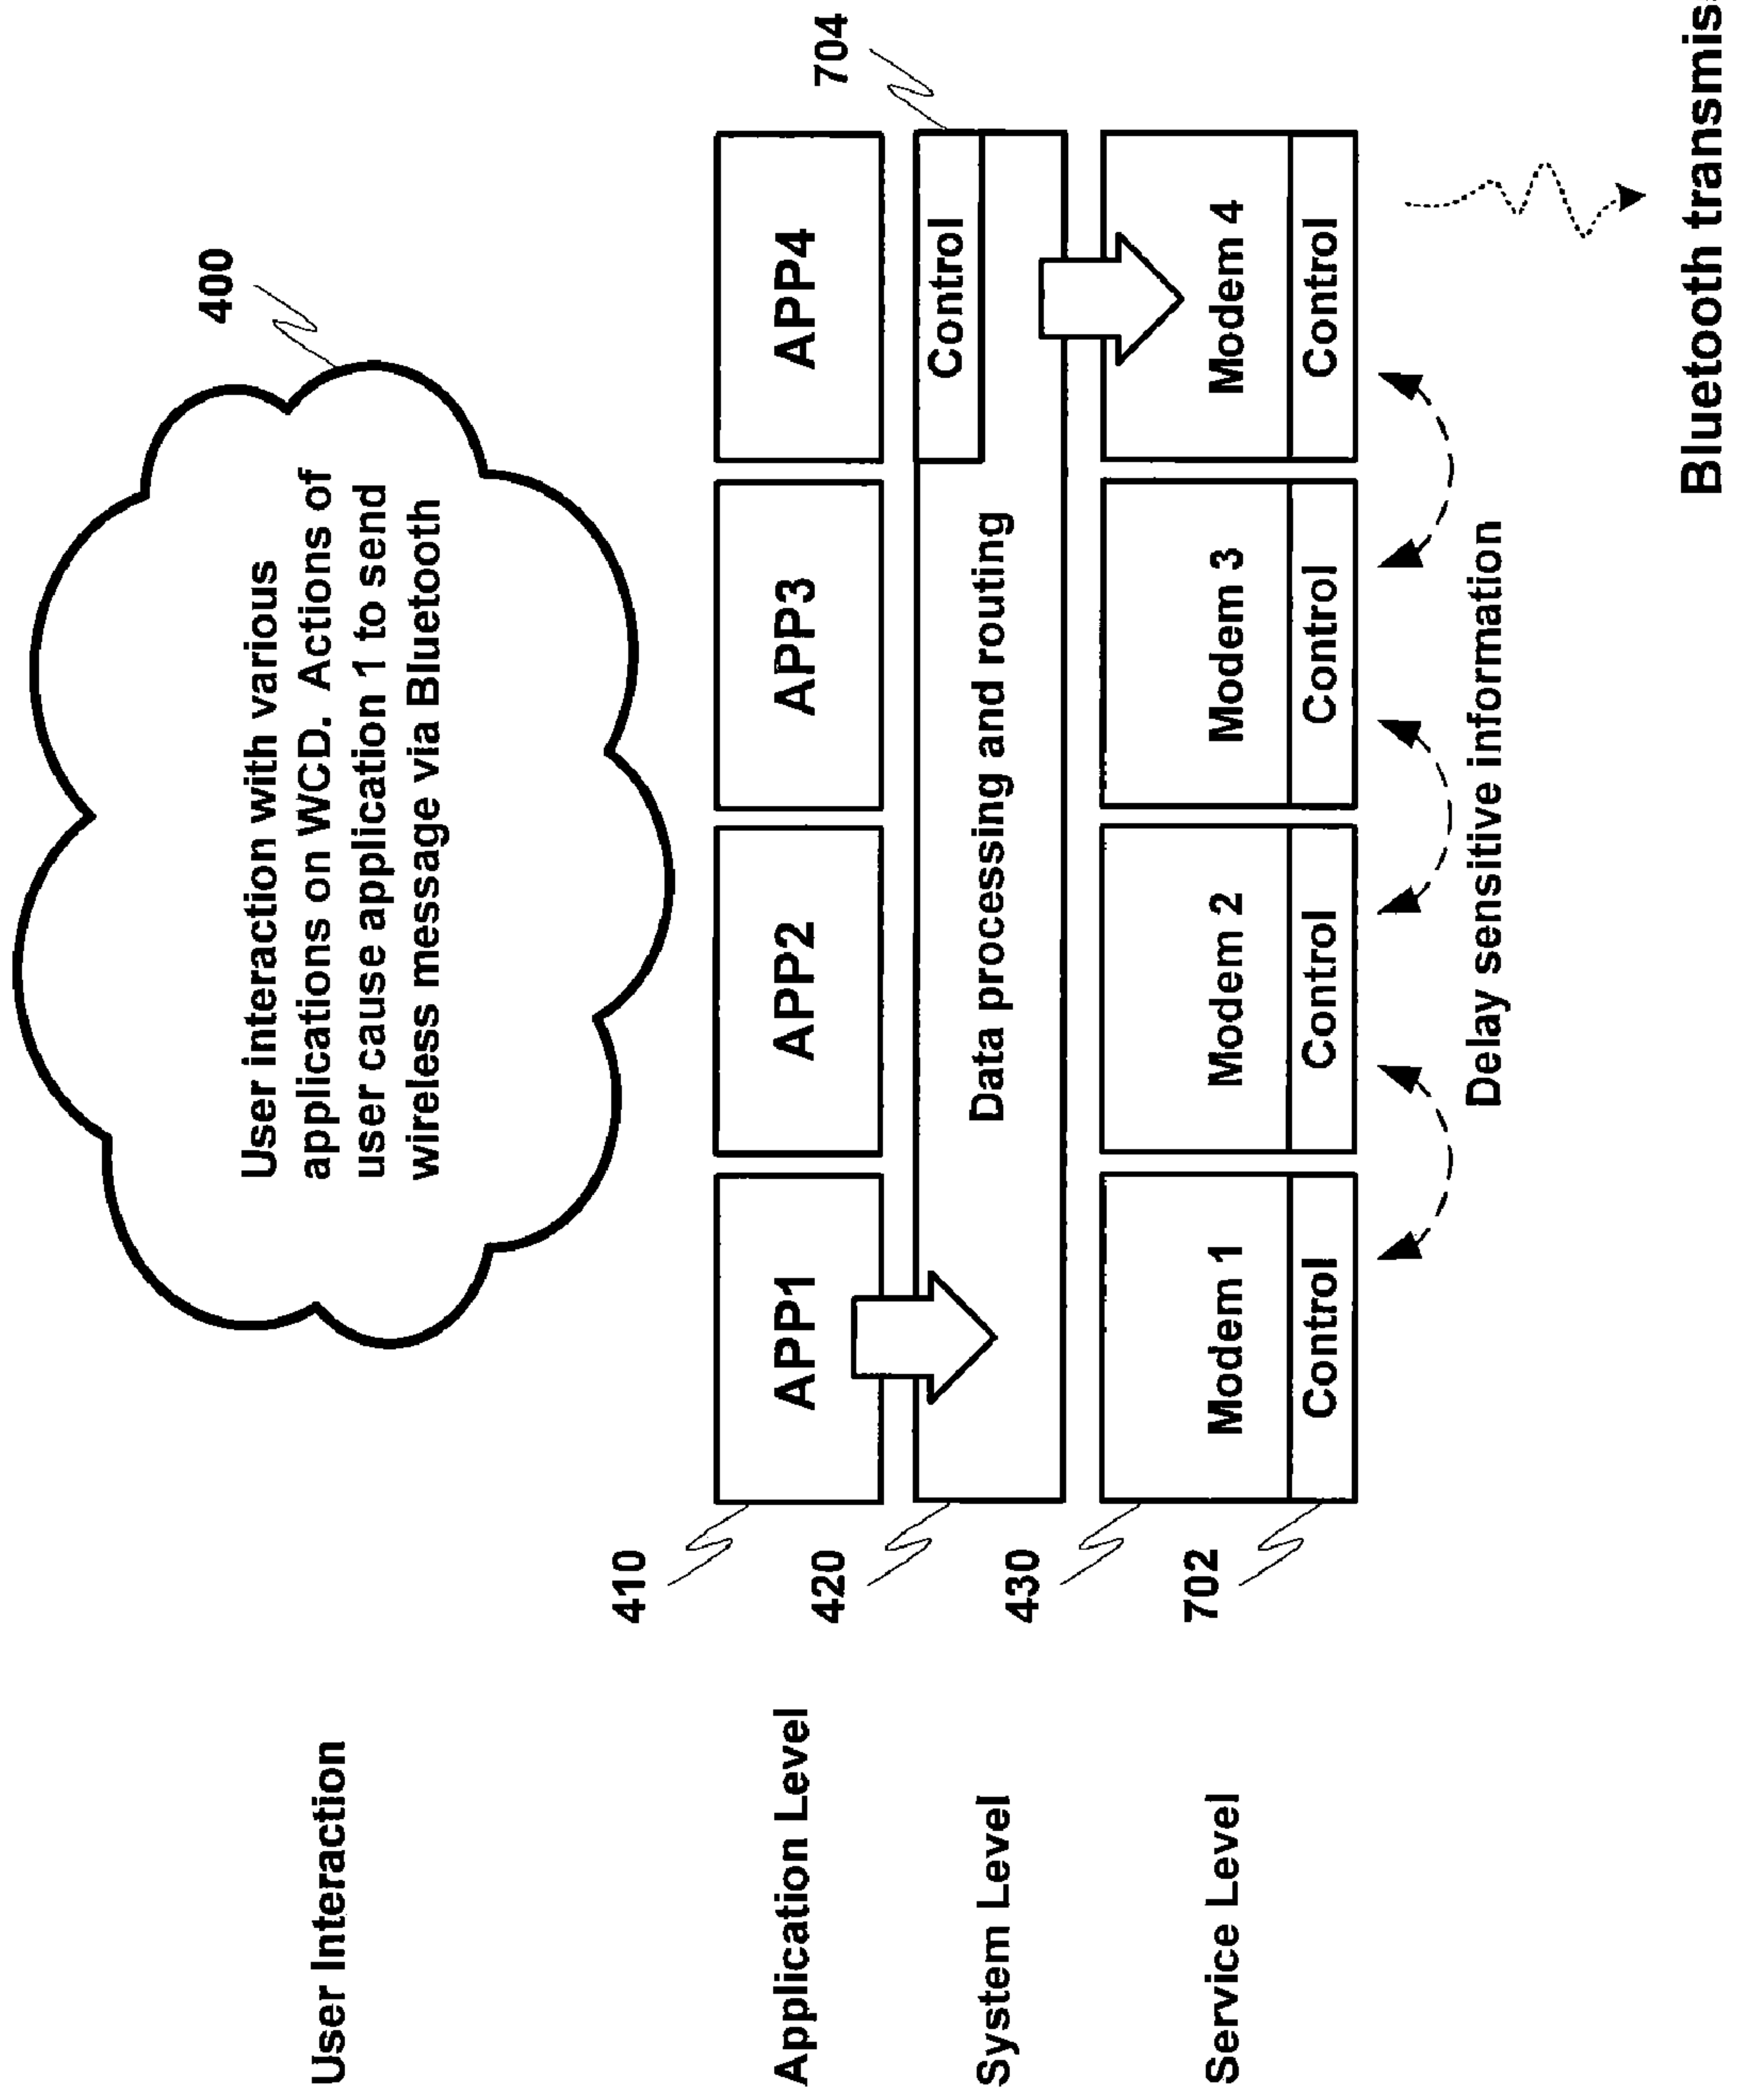 User Interaction
400
User interaction with various
applications on WCD. Actions of
user cause application 1 to send
wireless message via Bluetooth
Application Level
410
APP1
APP2
APP3
APP4
704
System Level
420
Data processing and routing
Control
Service Level
430
Modem 1
Modem 2
Modem 3
Modem 4
702
Control
Control
Control
Control
Delay sensitive information
Bluetooth